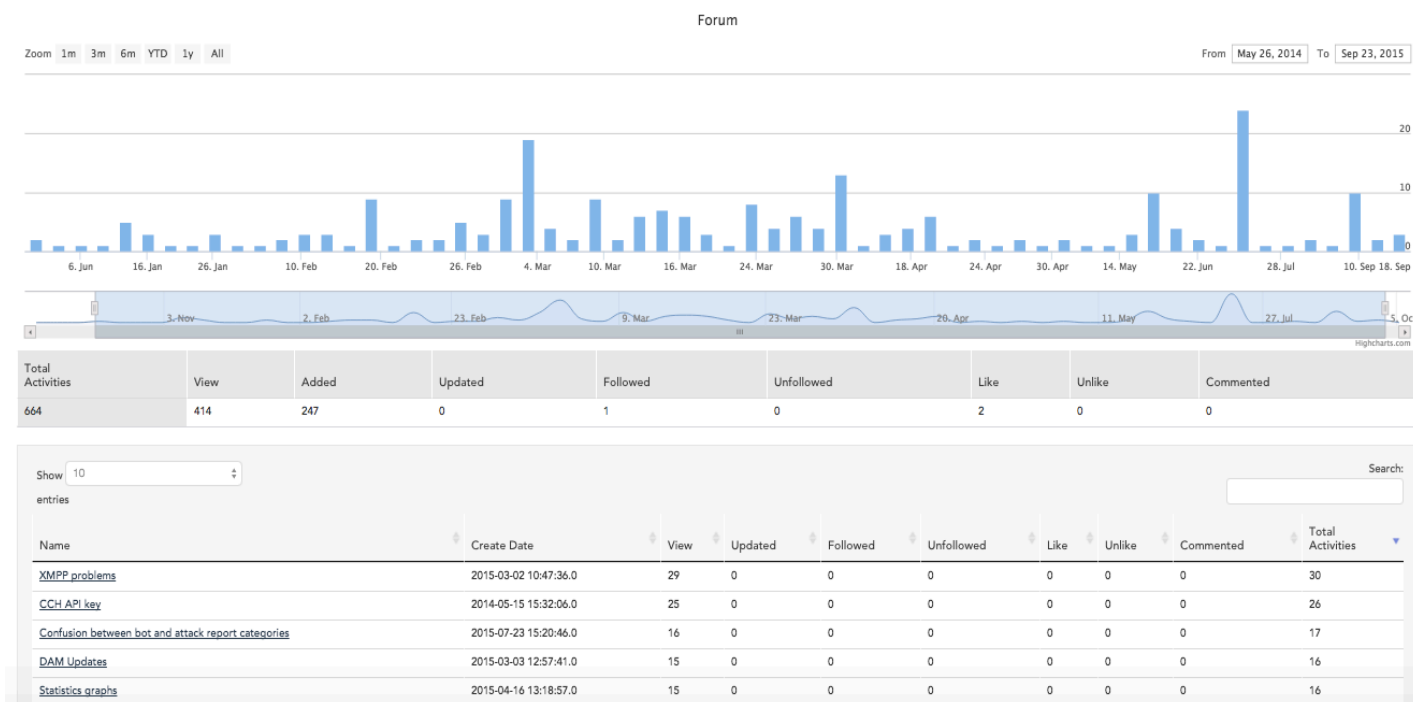 Forum
Zoom 1m 3m 6m YTD 1y All
From May 26, 2014 To Sep 23, 2015
20
10
0
6. Jun 16. Jan 26. Jan 10. Feb 20. Feb 26. Feb 4. Mar 10. Mar 16. Mar 24. Mar 30. Mar 18. Apr 24. Apr 30. Apr 14. May 22. Jun 28. Jul 10. Sep 18. Sep
3. Nov 2. Feb 23. Feb 9. Mar 23. Mar 20. Apr 11. May 27. Jul 5. Oc
Highcharts.com
Total
Activities View Added Updated Followed Unfollowed Like Unlike Commented
664 414 247 0 1 0 2 0 0
Show 10
entries
Search:
Total
Name Create Date View Updated Followed Unfollowed Like Unlike Commented Activities
XMPP problems 2015-03-02 10:47:36.0 29 0 0 0 0 0 0 30
CCH API key 2014-05-15 15:32:06.0 25 0 0 0 0 0 0 26
Confusion between bot and attack report categories 2015-07-23 15:20:46.0 16 0 0 0 0 0 0 17
DAM Updates 2015-03-03 12:57:41.0 15 0 0 0 0 0 0 16
Statistics graphs 2015-04-16 13:18:57.0 15 0 0 0 0 0 0 16